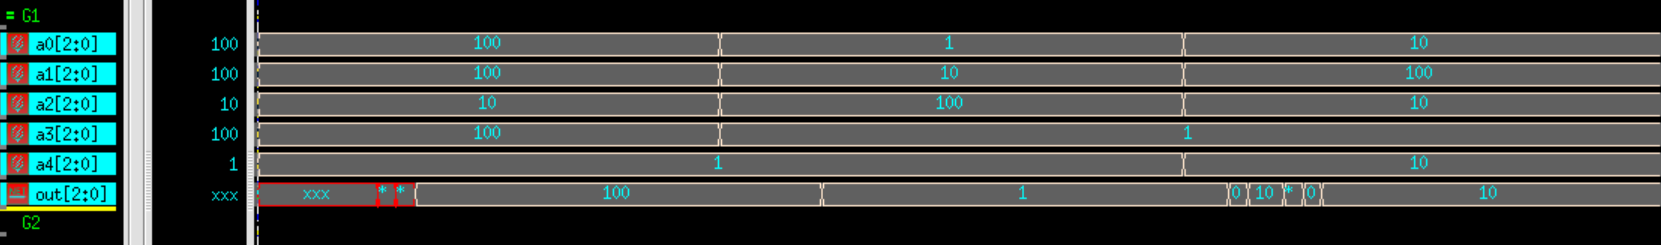 = G1
a0[2:0] 100 100 1 10
a1[2:0] 100 100 10 100
a2[2:0] 10 10 100 10
a3[2:0] 100 100 1
a4[2:0] 1 1 10
out[2:0] xxx xxx * * 100 1 0 10 * 0 10
G2